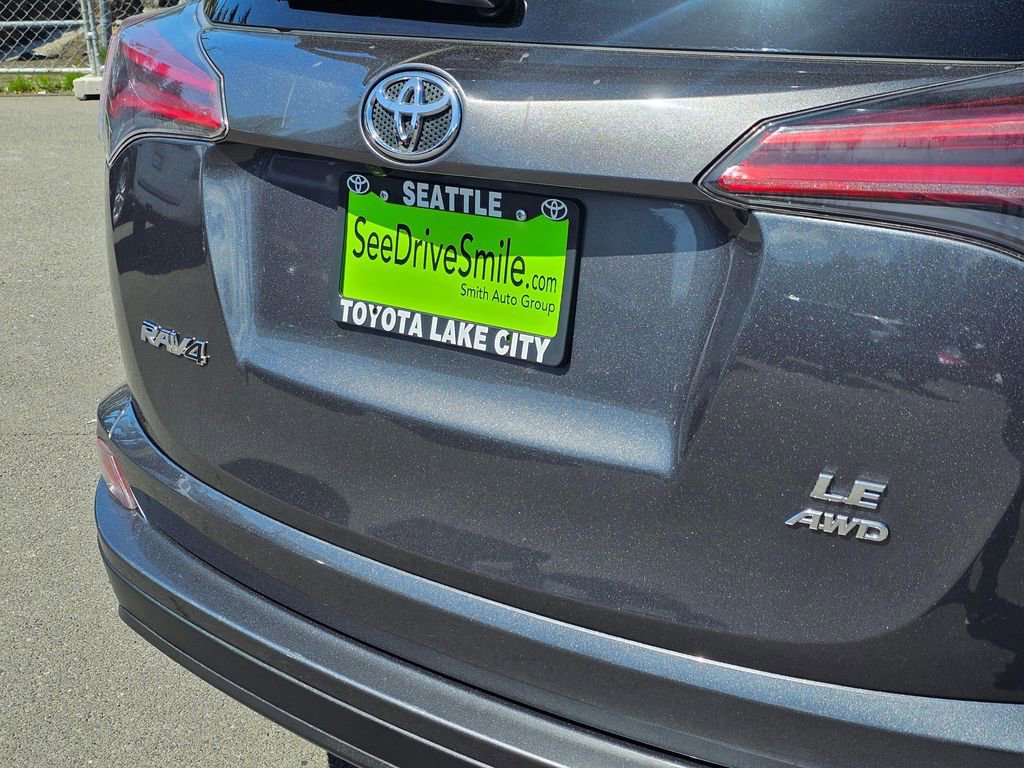 SEATTLE
SeeDriveSmile.com
Smith Auto Group
TOYOTA LAKE CITY
RAV4
LE
AWD